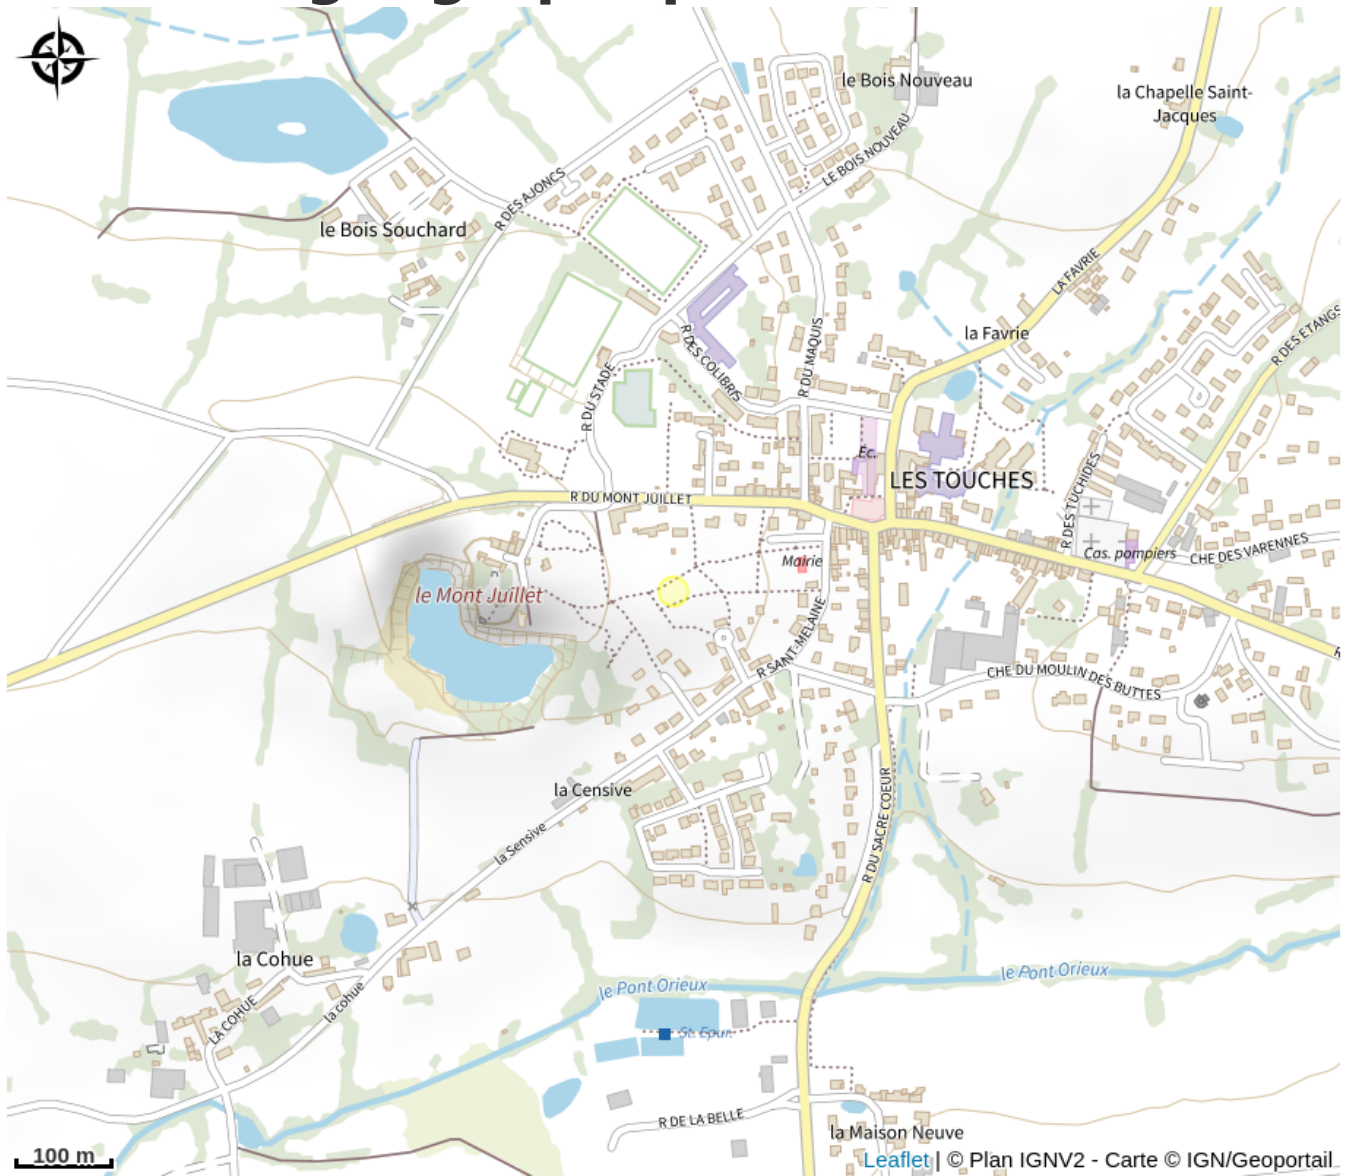 le Bois Nouveau
la Chapelle Saint-
Jacques
LE BOIS NOUVEAU
R DES AJONCS
le Bois Souchard
LA FAVRIE
R DES ETANGS
la Favrie
R DU MAQUIS
R DES COLIBRIS
R DU STADE
Ec.
LES TOUCHES
R DU MONT JUILLET
R DES TUCHIDES
Cas. pompiers
CHE DES VARENNES
Mairie
le Mont Juillet
R SAINT-MELAINE
CHE DU MOULIN DES BUTTES
la Censive
la Sensive
R DU SACRE COEUR
la Cohue
le Pont Orieux
le Pont Orieux
la cohue
LA COHUE
St. Epur.
R DE LA BELLE
la Maison Neuve
100 m
Leaflet | © Plan IGNV2 - Carte © IGN/Geoportail